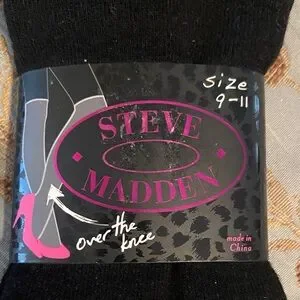 size
9-11
STEVE
MADDEN
over the
knee
made in
China